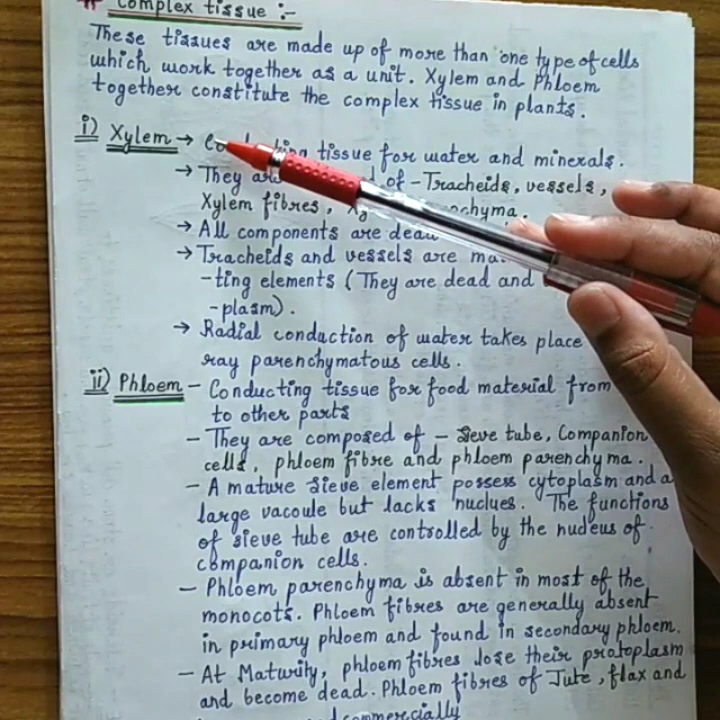 Complex tissue :-
These tissues are made up of more than one type of cells
which work together as a unit. Xylem and Phloem
together constitute the complex tissue in plants.
i) Xylem → tissue for water and minerals.
→ They of - Tracheids, vessels,
Xylem fibres,
→ All components are dead
→ Tracheids and vessels are
-ting elements (They are dead and
-plasm).
→ Radial conduction of water takes place
ray parenchymatous cells.
ii) Phloem - Conducting tissue for food material from
to other parts
- They are composed of - Sieve tube, Companion
cells, phloem fibre and phloem parenchyma.
- A mature sieve element possess cytoplasm and a
large vacoule but lacks nuclues. The functions
of sieve tube are controlled by the nucleus of
companion cells.
- Phloem parenchyma is absent in most of the
monocots. Phloem fibres are generally absent
in primary phloem and found in secondary phloem.
- At Maturity, phloem fibres lose their protoplasm
and become dead. Phloem fibres of Jute, flax and
commercially